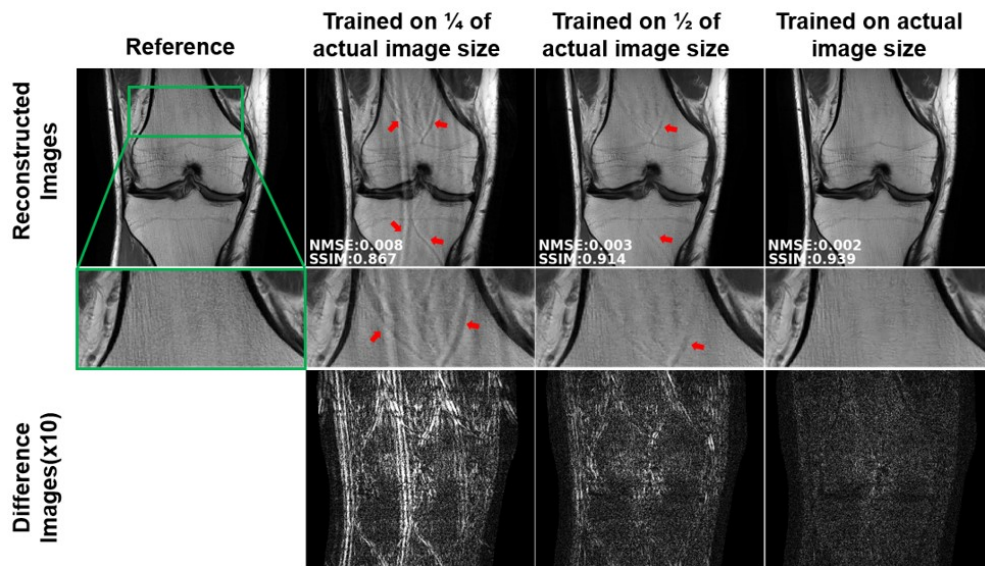 Reference
Trained on ¼ of
actual image size
Trained on ½ of
actual image size
Trained on actual
image size
Reconstructed
Images
NMSE:0.008
SSIM:0.867
NMSE:0.003
SSIM:0.914
NMSE:0.002
SSIM:0.939
Difference
Images(x10)